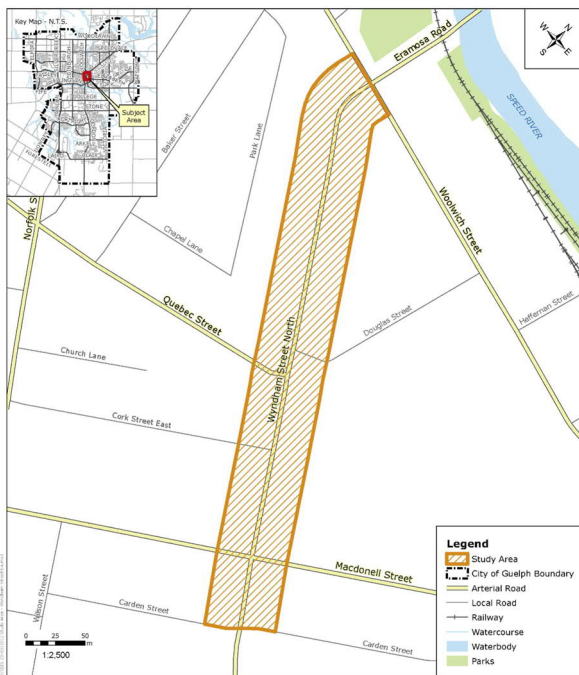 Key Map - N.T.S.
Subject
Area
N
W
E
S
Eramosa Road
SPEED RIVER
Baker Street
Park Lane
Norfolk S
Woolwich Street
Chapel Lane
Heffernan Street
Quebec Street
Douglas Street
Wyndham Street North
Church Lane
Cork Street East
Macdonell Street
Wilson Street
Carden Street
Carden Street
0 25 50
m
1:2,500
Legend
Study Area
City of Guelph Boundary
Arterial Road
Local Road
Railway
Watercourse
Waterbody
Parks